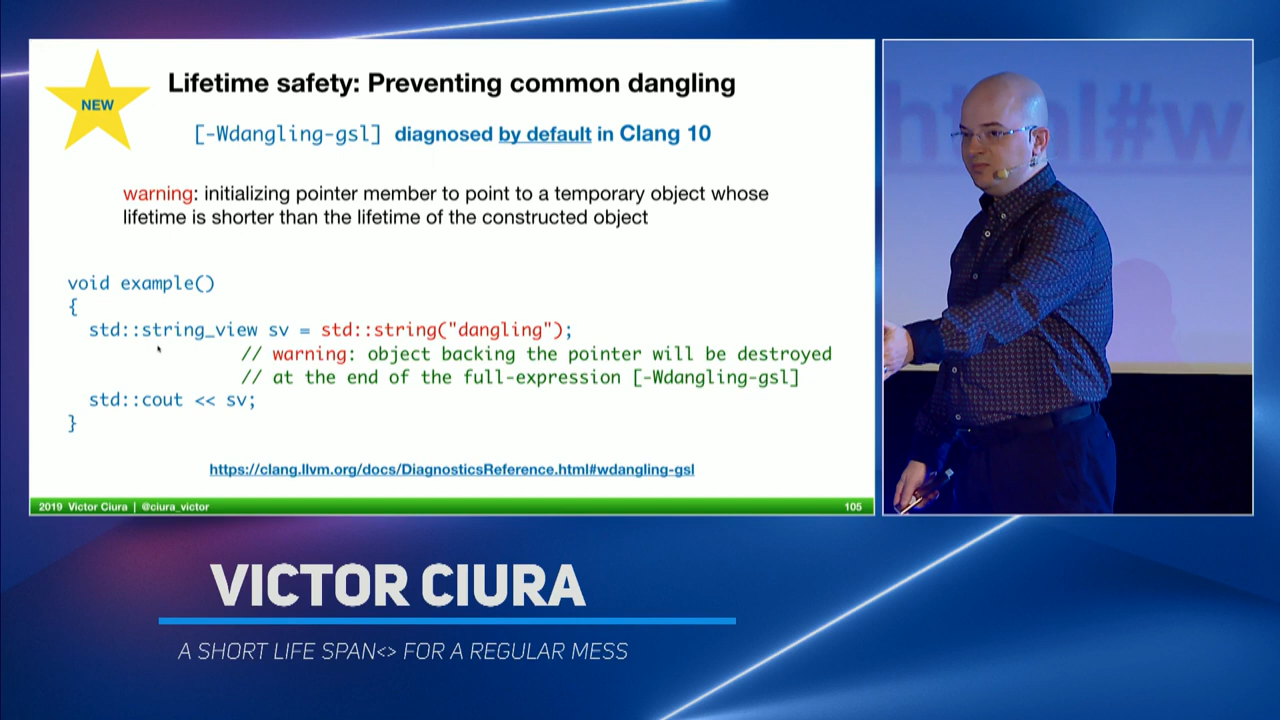 NEW
Lifetime safety: Preventing common dangling
[-Wdangling-gsl] diagnosed by default in Clang 10
warning: initializing pointer member to point to a temporary object whose
lifetime is shorter than the lifetime of the constructed object
void example()
{
std::string_view sv = std::string("dangling");
// warning: object backing the pointer will be destroyed
// at the end of the full-expression [-Wdangling-gsl]
std::cout << sv;
}
https://clang.llvm.org/docs/DiagnosticsReference.html#wdangling-gsl
2019 Victor Ciura | @ciura_victor
105
html#w
VICTOR CIURA
A SHORT LIFE SPAN<> FOR A REGULAR MESS